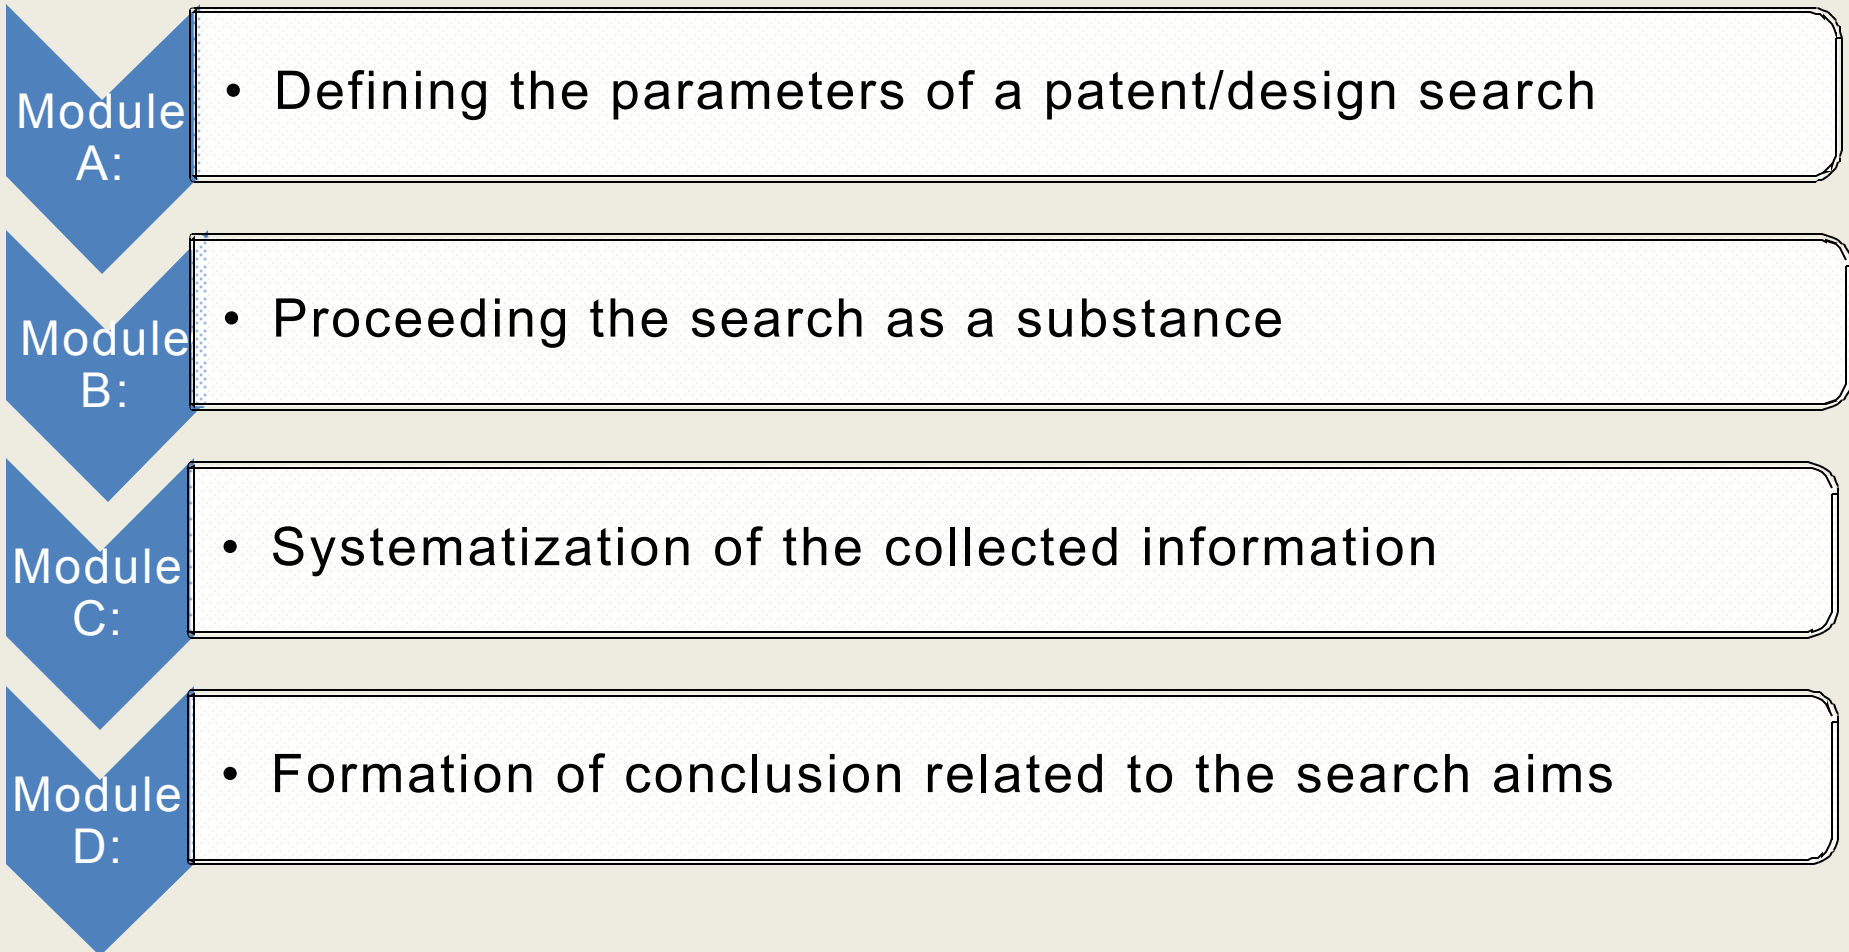 Module
A:
• Defining the parameters of a patent/design search
Module
B:
• Proceeding the search as a substance
Module
C:
• Systematization of the collected information
Module
D:
• Formation of conclusion related to the search aims